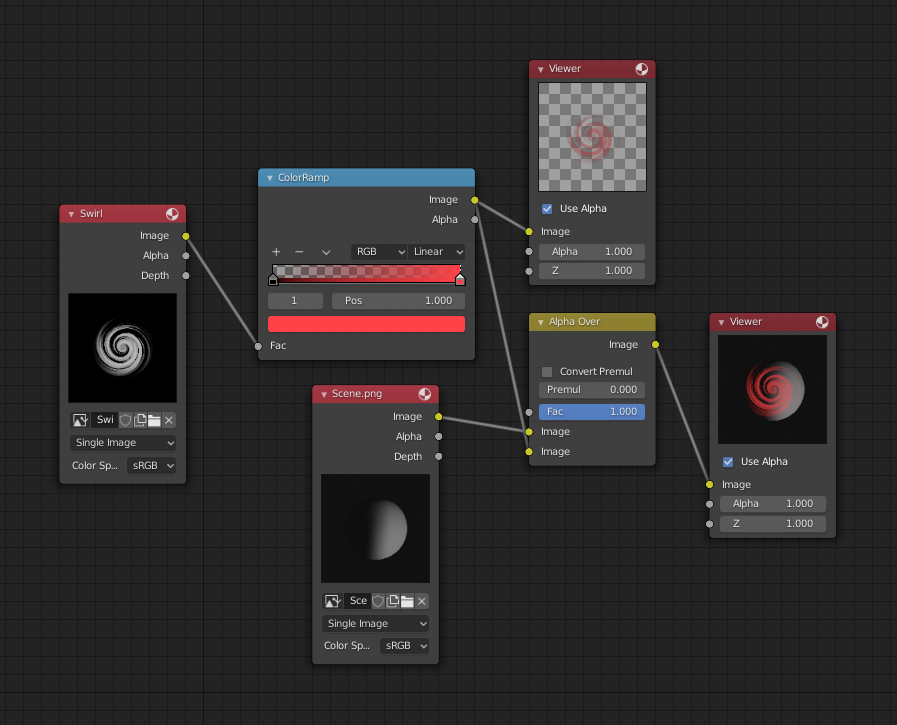 Swirl
Image
Alpha
Depth
Swi
Single Image
Color Sp... sRGB
ColorRamp
Image
Alpha
RGB Linear
1 Pos 1.000
Fac
Scene.png
Image
Alpha
Depth
Sce
Single Image
Color Sp... sRGB
Viewer
Use Alpha
Image
Alpha 1.000
Z 1.000
Alpha Over
Image
Convert Premul
Premul 0.000
Fac 1.000
Image
Image
Viewer
Use Alpha
Image
Alpha 1.000
Z 1.000